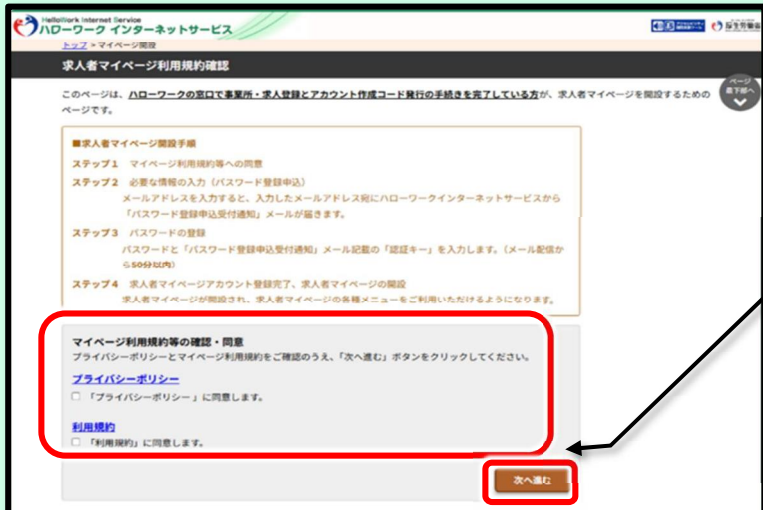 HelloWork Internet Service
ハローワーク インターネットサービス
厚生労働省
トップ > マイページ開設
求人者マイページ利用規約確認
ページ
最下部へ
このページは、ハローワークの窓口で事業所・求人登録とアカウント作成コード発行の手続きを完了している方が、求人者マイページを開設するための
ページです。
■求人者マイページ開設手順
ステップ1 マイページ利用規約等への同意
ステップ2 必要な情報の入力（パスワード登録申込）
メールアドレスを入力すると、入力したメールアドレス宛にハローワークインターネットサービスから
「パスワード登録申込受付通知」メールが届きます。
ステップ3 パスワードの登録
パスワードと「パスワード登録申込受付通知」メール記載の「認証キー」を入力します。（メール配信か
ら50分以内）
ステップ4 求人者マイページアカウント登録完了、求人者マイページの開設
求人者マイページが開設され、求人者マイページの各種メニューをご利用いただけるようになります。
マイページ利用規約等の確認・同意
プライバシーポリシーとマイページ利用規約をご確認のうえ、「次へ進む」ボタンをクリックしてください。
プライバシーポリシー
「プライバシーポリシー」に同意します。
利用規約
「利用規約」に同意します。
次へ進む